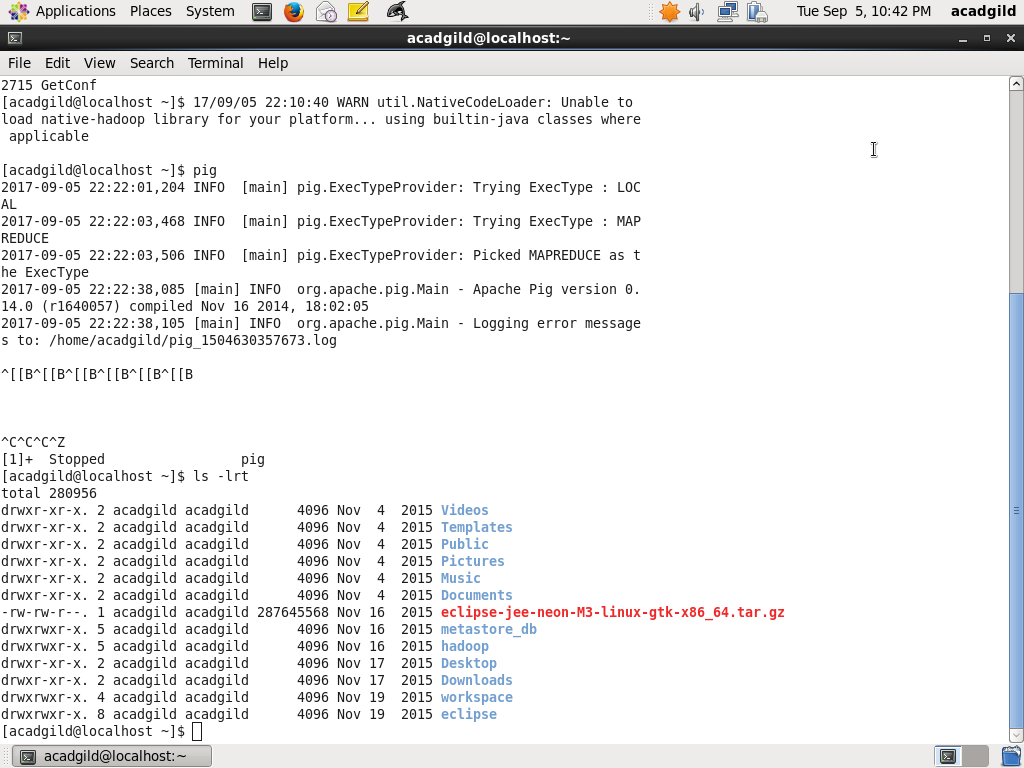 Applications Places System Tue Sep 5, 10:42 PM acadgild
acadgild@localhost:~
File Edit View Search Terminal Help
2715 GetConf
[acadgild@localhost ~]$ 17/09/05 22:10:40 WARN util.NativeCodeLoader: Unable to
load native-hadoop library for your platform... using builtin-java classes where
 applicable
[acadgild@localhost ~]$ pig
2017-09-05 22:22:01,204 INFO  [main] pig.ExecTypeProvider: Trying ExecType : LOC
AL
2017-09-05 22:22:03,468 INFO  [main] pig.ExecTypeProvider: Trying ExecType : MAP
REDUCE
2017-09-05 22:22:03,506 INFO  [main] pig.ExecTypeProvider: Picked MAPREDUCE as t
he ExecType
2017-09-05 22:22:38,085 [main] INFO  org.apache.pig.Main - Apache Pig version 0.
14.0 (r1640057) compiled Nov 16 2014, 18:02:05
2017-09-05 22:22:38,105 [main] INFO  org.apache.pig.Main - Logging error message
s to: /home/acadgild/pig_1504630357673.log
^[[B^[[B^[[B^[[B^[[B^[[B
^C^C^C^Z
[1]+  Stopped                 pig
[acadgild@localhost ~]$ ls -lrt
total 280956
drwxr-xr-x. 2 acadgild acadgild      4096 Nov  4  2015 Videos
drwxr-xr-x. 2 acadgild acadgild      4096 Nov  4  2015 Templates
drwxr-xr-x. 2 acadgild acadgild      4096 Nov  4  2015 Public
drwxr-xr-x. 2 acadgild acadgild      4096 Nov  4  2015 Pictures
drwxr-xr-x. 2 acadgild acadgild      4096 Nov  4  2015 Music
drwxr-xr-x. 2 acadgild acadgild      4096 Nov  4  2015 Documents
-rw-rw-r--. 1 acadgild acadgild 287645568 Nov 16  2015 eclipse-jee-neon-M3-linux-gtk-x86_64.tar.gz
drwxrwxr-x. 5 acadgild acadgild      4096 Nov 16  2015 metastore_db
drwxrwxr-x. 5 acadgild acadgild      4096 Nov 16  2015 hadoop
drwxr-xr-x. 2 acadgild acadgild      4096 Nov 17  2015 Desktop
drwxr-xr-x. 2 acadgild acadgild      4096 Nov 17  2015 Downloads
drwxrwxr-x. 4 acadgild acadgild      4096 Nov 19  2015 workspace
drwxrwxr-x. 8 acadgild acadgild      4096 Nov 19  2015 eclipse
[acadgild@localhost ~]$
acadgild@localhost:~